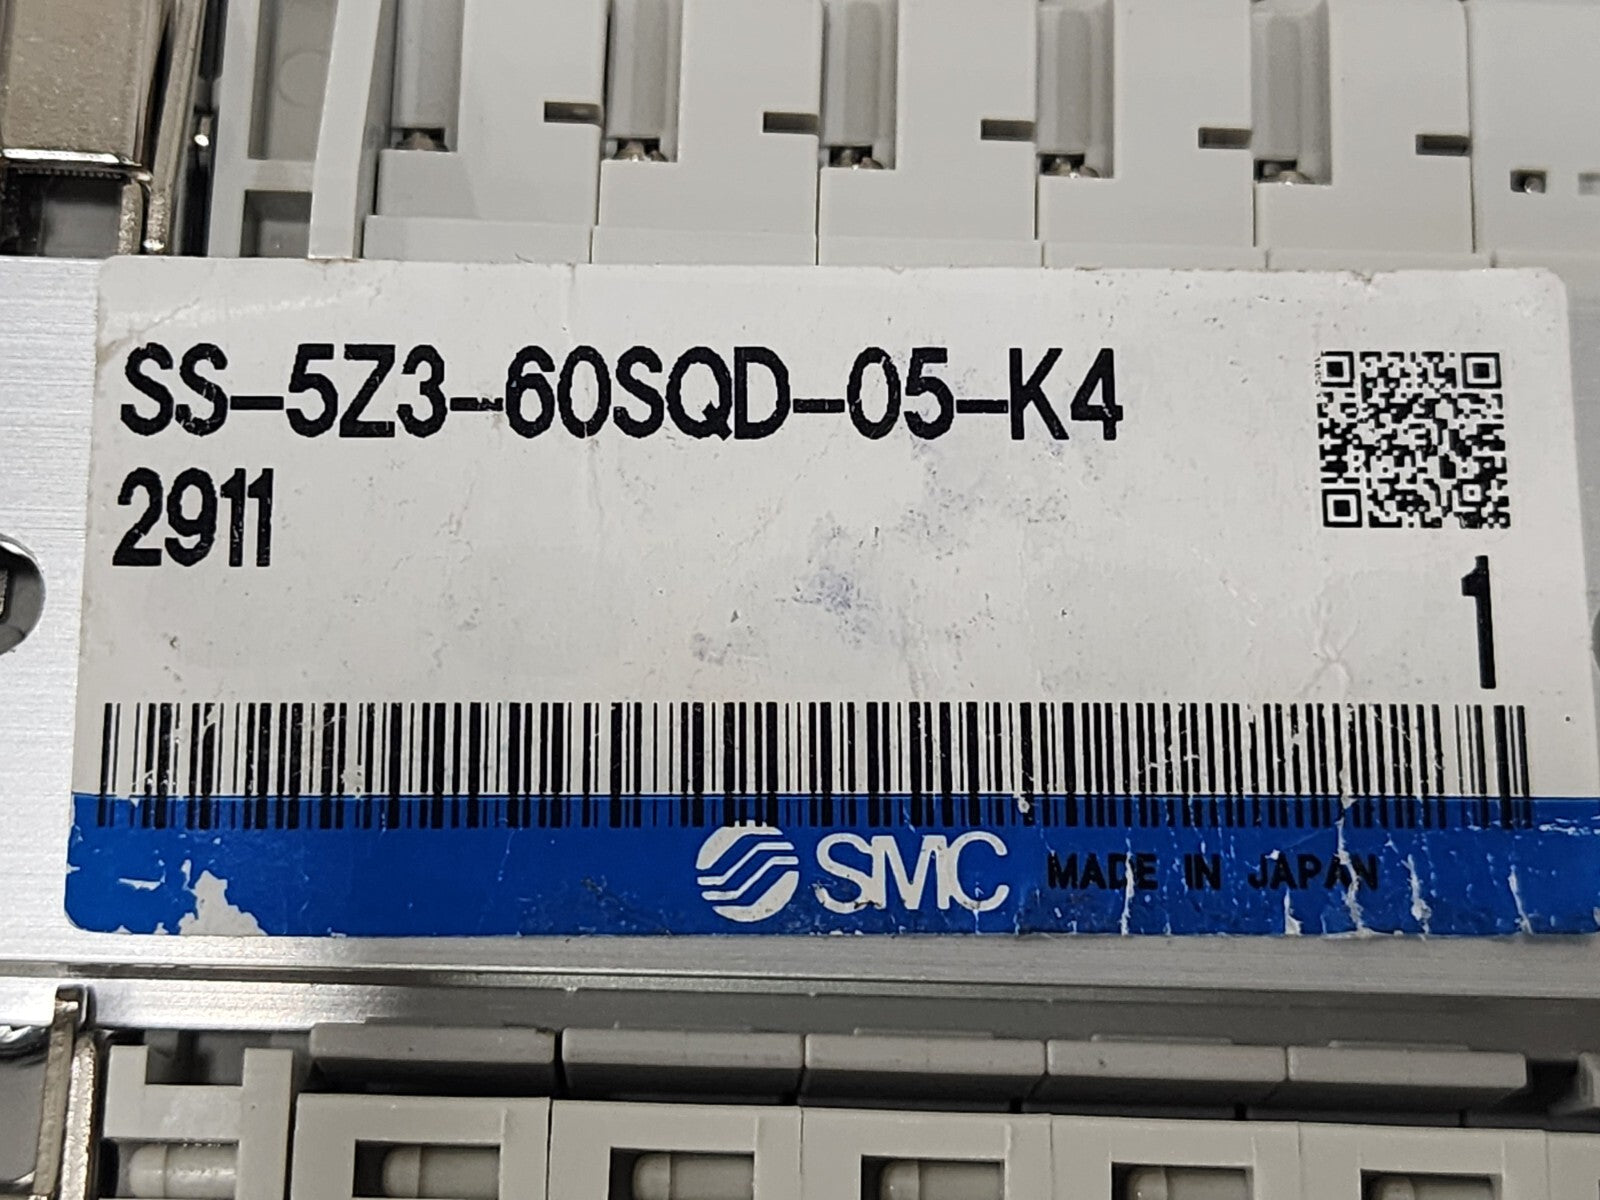 SS-5Z3-60SQD-05-K4
2911
1
SMC MADE IN JAPAN